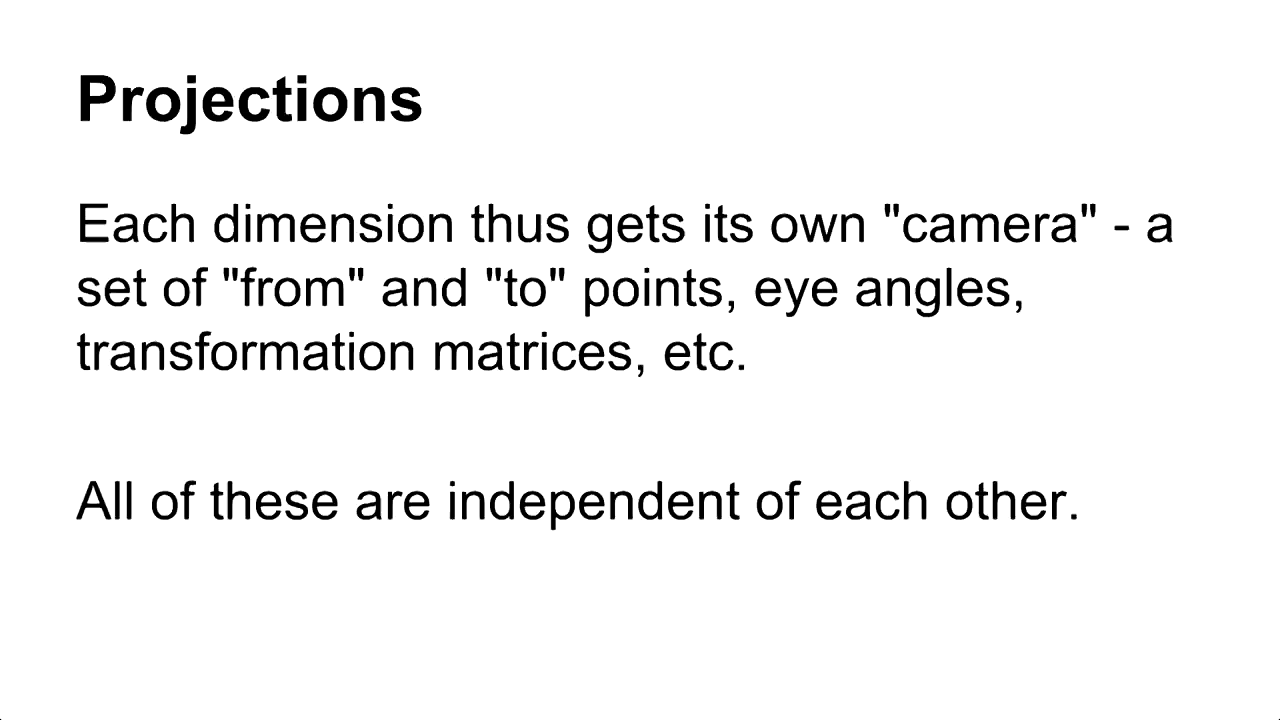 Projections
Each dimension thus gets its own "camera" - a
set of "from" and "to" points, eye angles,
transformation matrices, etc.
All of these are independent of each other.